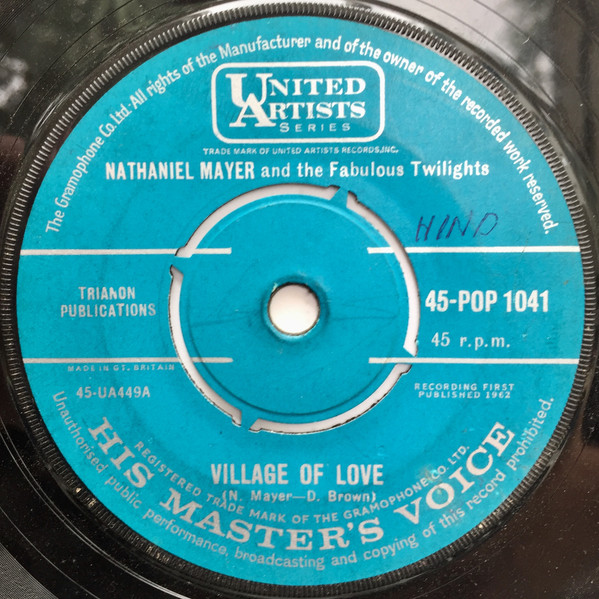 The Gramophone Co. Ltd. All rights of the Manufacturer and of the owner of the recorded work reserved.
UNITED
ARTISTS
SERIES
TRADE MARK OF UNITED ARTISTS RECORDS,INC.
NATHANIEL MAYER and the Fabulous Twilights
HIND
TRIANON
PUBLICATIONS
45-POP 1041
45 r.p.m.
MADE IN GT. BRITAIN
45-UA449A
RECORDING FIRST
PUBLISHED 1962
VILLAGE OF LOVE
(N. Mayer—D. Brown)
REGISTERED TRADE MARK OF THE GRAMOPHONE CO. LTD.
HIS MASTER'S VOICE
Unauthorised public performance, broadcasting and copying of this record prohibited.